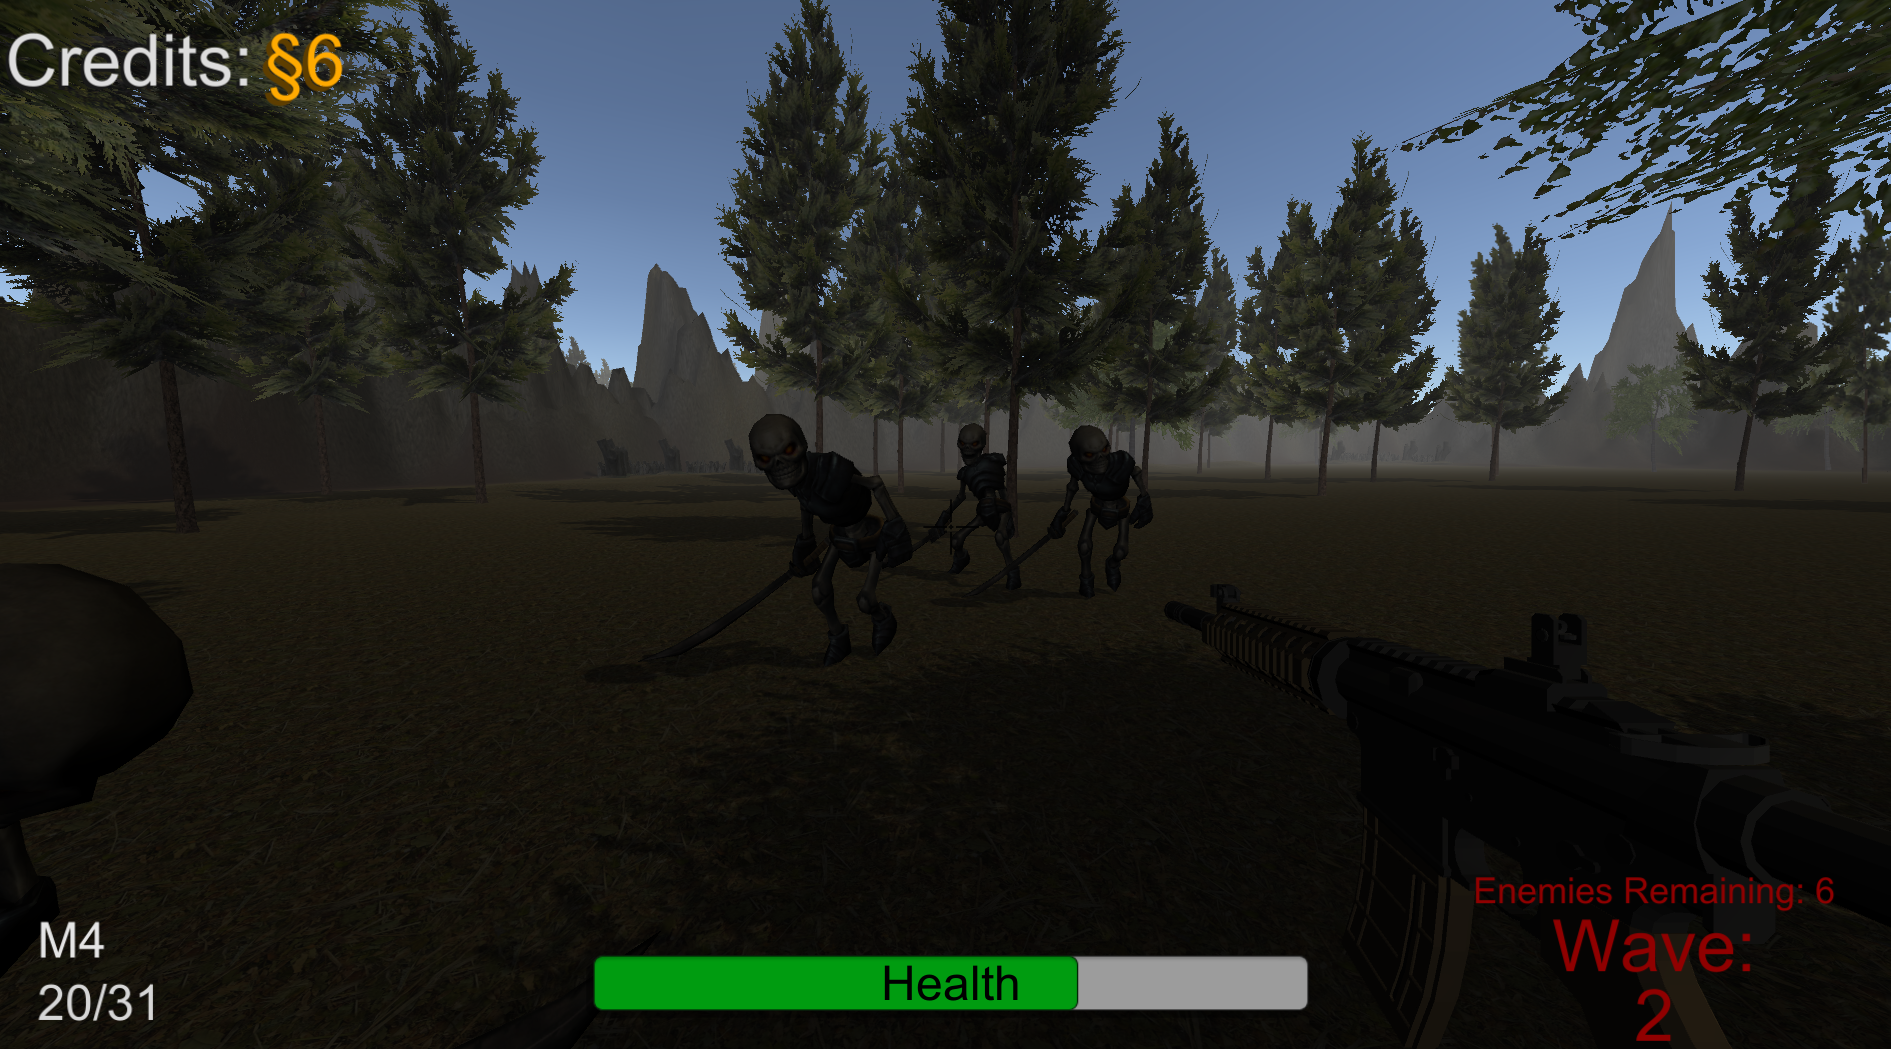 Credits: §6
M4
20/31
Health
Enemies Remaining: 6
Wave:
2